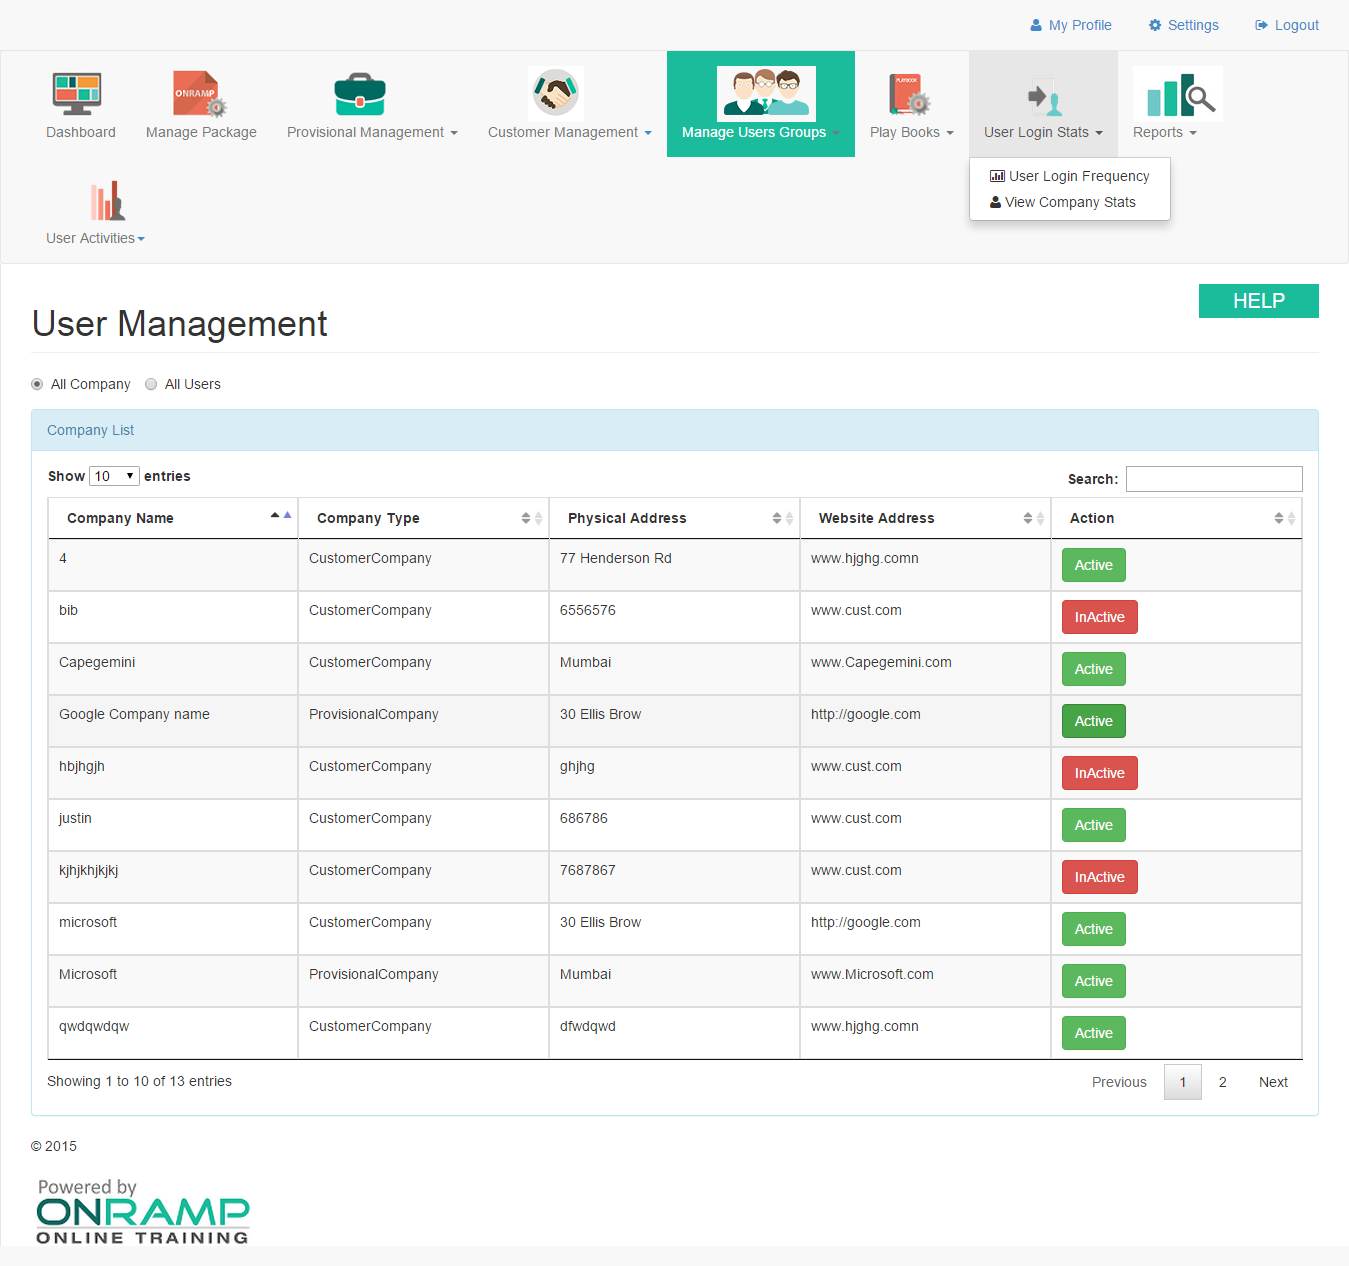 My Profile Settings Logout
ONRAMP PLAYBOOK
Dashboard Manage Package Provisional Management Customer Management Manage Users Groups Play Books User Login Stats Reports
User Login Frequency
View Company Stats
User Activities
HELP
User Management
All Company All Users
Company List
Show 10 entries Search:
Company Name Company Type Physical Address Website Address Action
4 CustomerCompany 77 Henderson Rd www.hjghg.comn Active
bib CustomerCompany 6556576 www.cust.com InActive
Capegemini CustomerCompany Mumbai www.Capegemini.com Active
Google Company name ProvisionalCompany 30 Ellis Brow http://google.com Active
hbjhgjh CustomerCompany ghjhg www.cust.com InActive
justin CustomerCompany 686786 www.cust.com Active
kjhjkhjkjkj CustomerCompany 7687867 www.cust.com InActive
microsoft CustomerCompany 30 Ellis Brow http://google.com Active
Microsoft ProvisionalCompany Mumbai www.Microsoft.com Active
qwdqwdqw CustomerCompany dfwdqwd www.hjghg.comn Active
Showing 1 to 10 of 13 entries Previous 1 2 Next
© 2015
Powered by
ONRAMP
ONLINE TRAINING